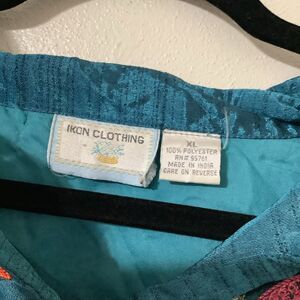 IKON CLOTHING
XL
100% POLYESTER
RN# 95761
MADE IN INDIA
CARE ON REVERSE